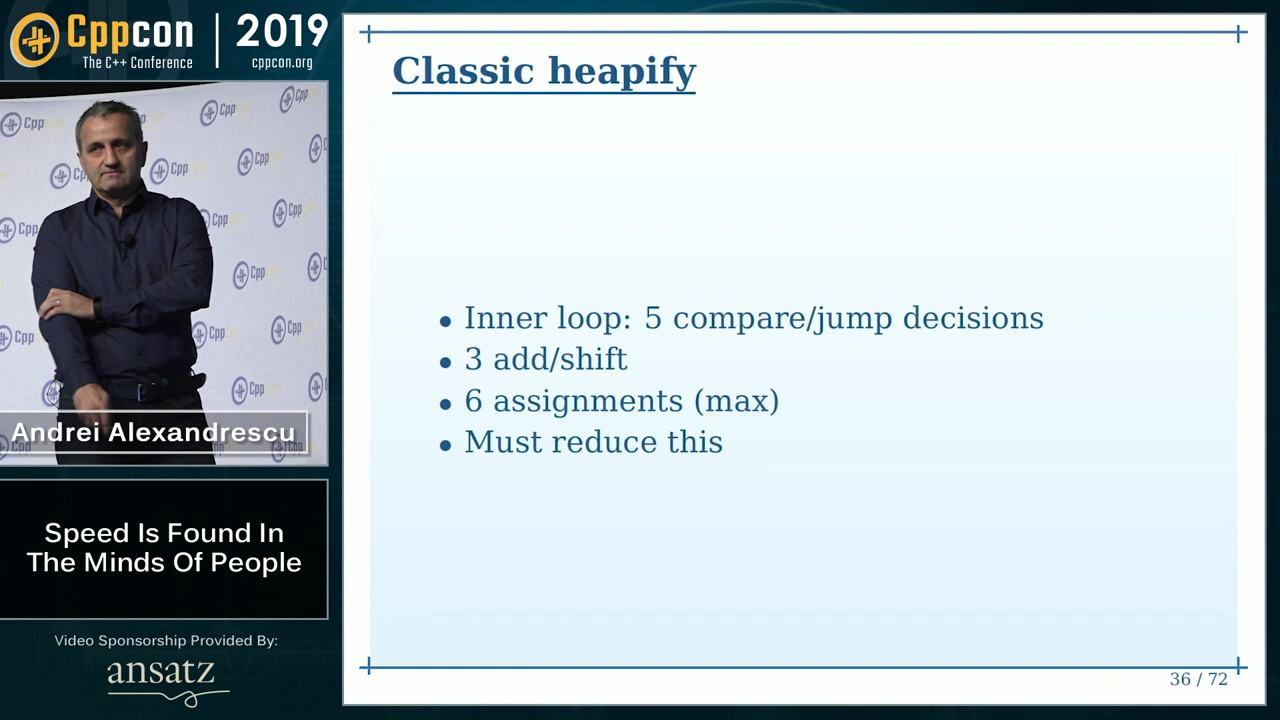 Cppcon
The C++ Conference
2019
cppcon.org
Andrei Alexandrescu
Speed Is Found In
The Minds Of People
Video Sponsorship Provided By:
ansatz
Classic heapify
• Inner loop: 5 compare/jump decisions
• 3 add/shift
• 6 assignments (max)
• Must reduce this
36 / 72